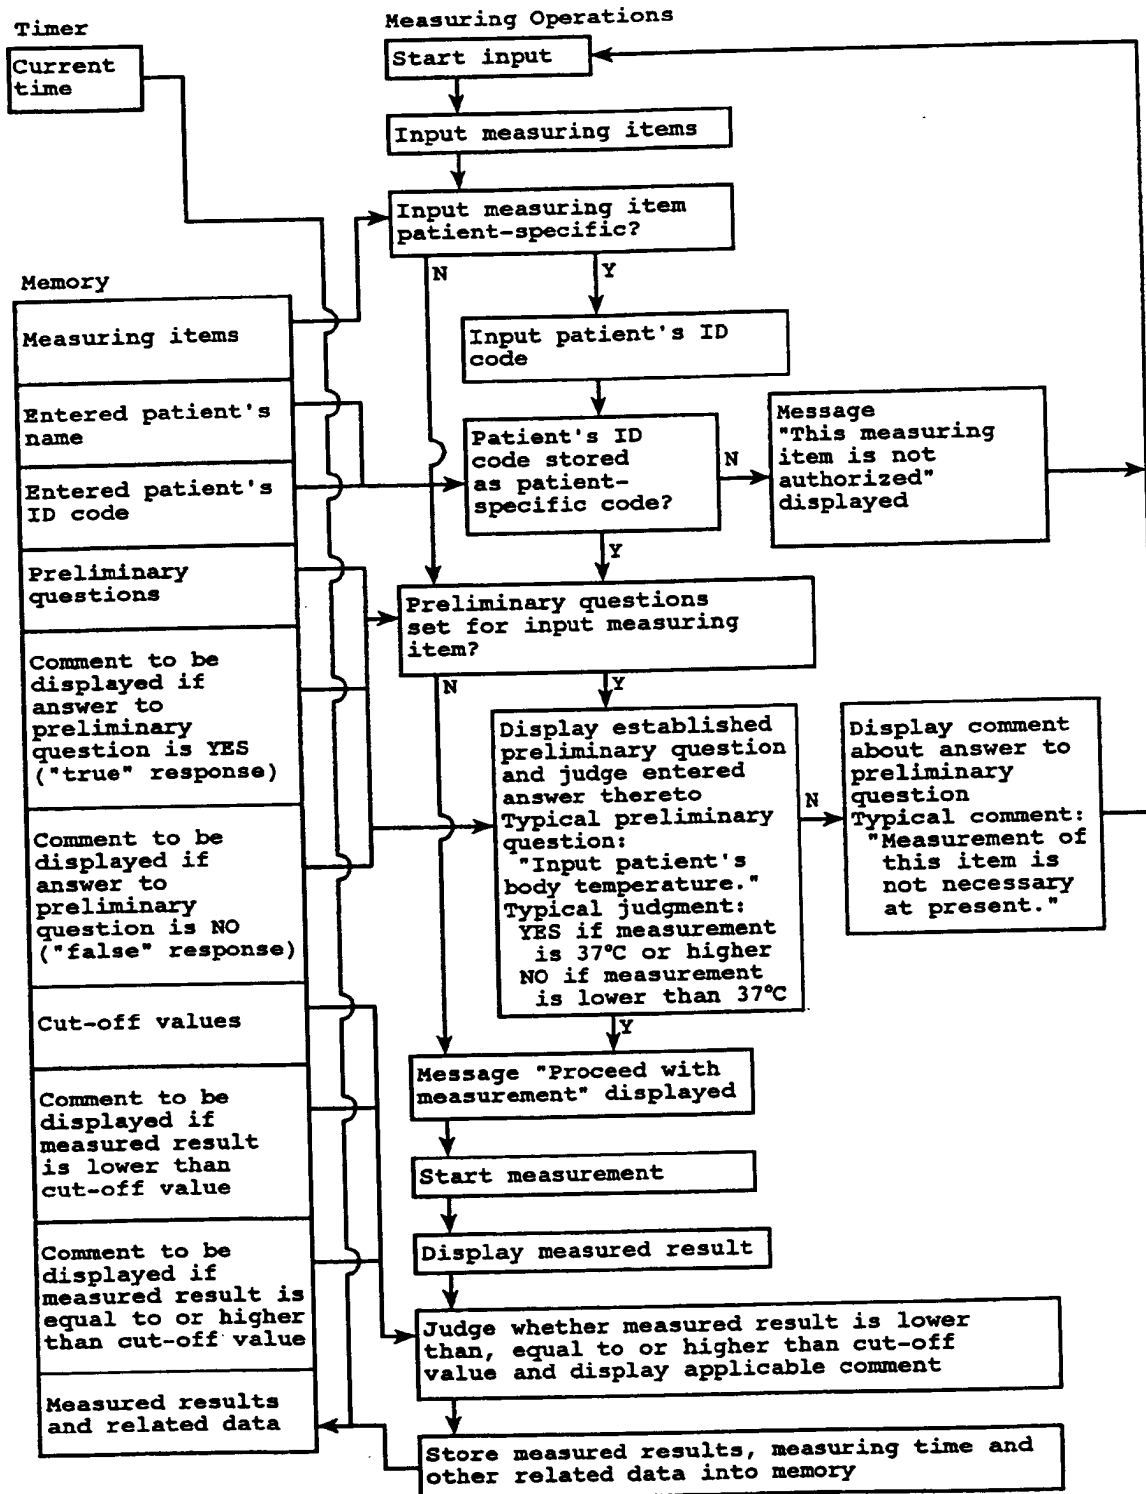 Timer
Current
time
Memory
Measuring items
Entered patient's
name
Entered patient's
ID code
Preliminary
questions
Comment to be
displayed if
answer to
preliminary
question is YES
("true" response)
Comment to be
displayed if
answer to
preliminary
question is NO
("false" response)
Cut-off values
Comment to be
displayed if
measured result
is lower than
cut-off value
Comment to be
displayed if
measured result is
equal to or higher
than cut-off value
Measured results
and related data
Measuring Operations
Start input
Input measuring items
Input measuring item
patient-specific?
N
Y
Input patient's ID
code
Patient's ID
code stored
as patient-
specific code?
N
Message
"This measuring
item is not
authorized"
displayed
Y
Preliminary questions
set for input measuring
item?
N
Y
Display established
preliminary question
and judge entered
answer thereto
Typical preliminary
question:
"Input patient's
body temperature."
Typical judgment:
YES if measurement
is 37°C or higher
NO if measurement
is lower than 37°C
N
Display comment
about answer to
preliminary
question
Typical comment:
"Measurement of
this item is
not necessary
at present."
Y
Message "Proceed with
measurement" displayed
Start measurement
Display measured result
Judge whether measured result is lower
than, equal to or higher than cut-off
value and display applicable comment
Store measured results, measuring time and
other related data into memory